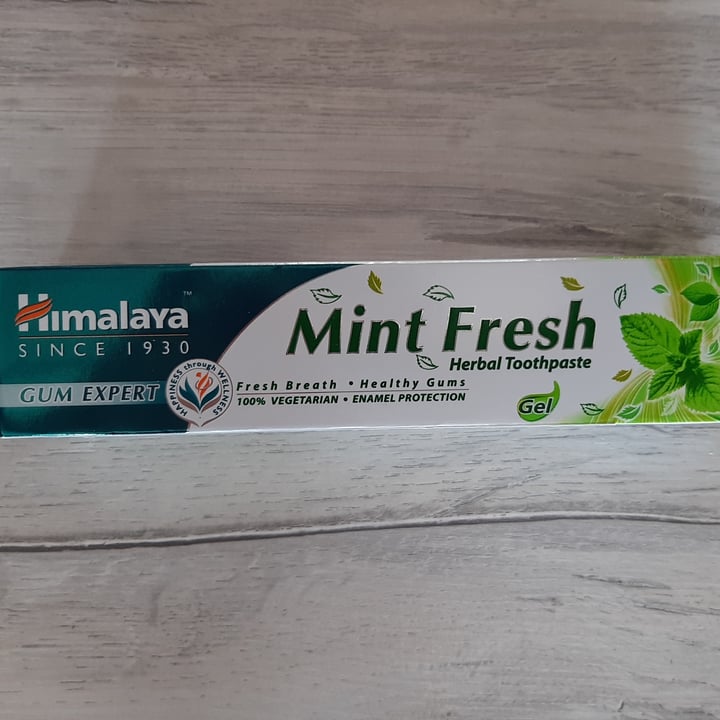 Himalaya™
SINCE 1930
GUM EXPERT
HAPPINESS through WELLNESS
Mint Fresh
Herbal Toothpaste
Fresh Breath • Healthy Gums
100% VEGETARIAN • ENAMEL PROTECTION
Gel